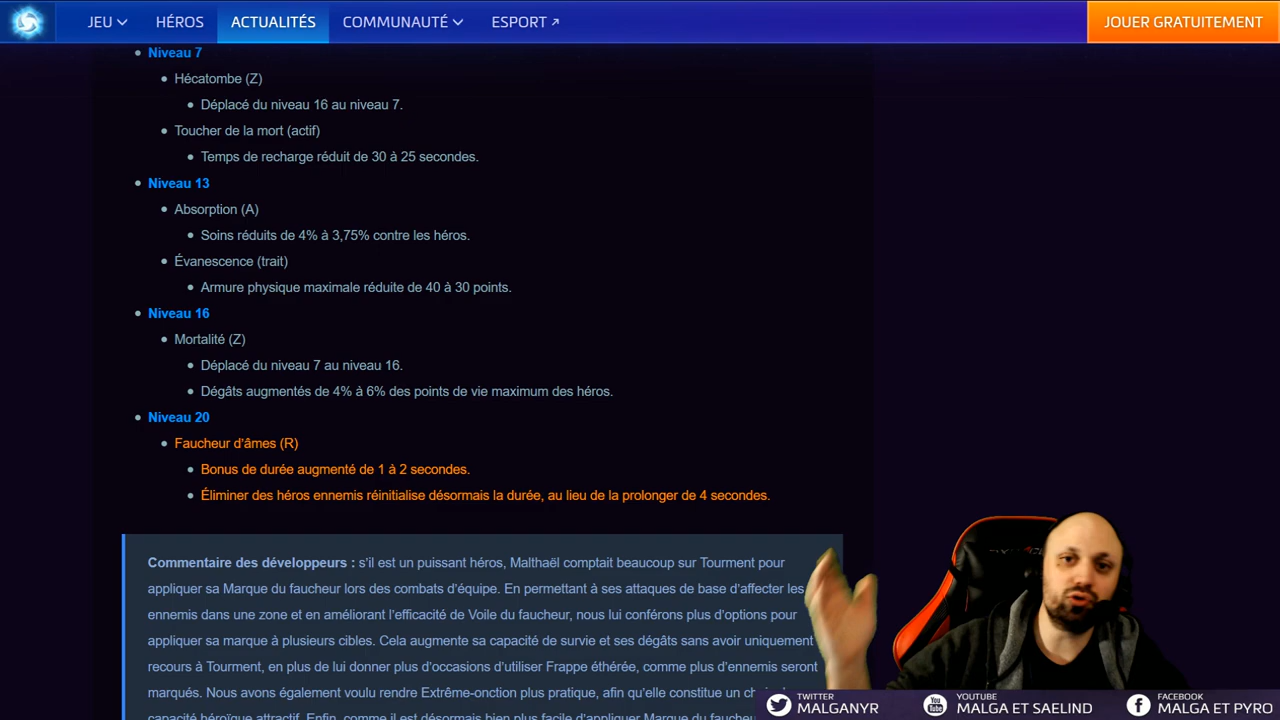 JEU HÉROS ACTUALITÉS COMMUNAUTÉ ESPORT JOUER GRATUITEMENT
Niveau 7
Hécatombe (Z)
Déplacé du niveau 16 au niveau 7.
Toucher de la mort (actif)
Temps de recharge réduit de 30 à 25 secondes.
Niveau 13
Absorption (A)
Soins réduits de 4% à 3,75% contre les héros.
Évanescence (trait)
Armure physique maximale réduite de 40 à 30 points.
Niveau 16
Mortalité (Z)
Déplacé du niveau 7 au niveau 16.
Dégâts augmentés de 4% à 6% des points de vie maximum des héros.
Niveau 20
Faucheur d'âmes (R)
Bonus de durée augmenté de 1 à 2 secondes.
Éliminer des héros ennemis réinitialise désormais la durée, au lieu de la prolonger de 4 secondes.
Commentaire des développeurs : s'il est un puissant héros, Malthaël comptait beaucoup sur Tourment pour
appliquer sa Marque du faucheur lors des combats d'équipe. En permettant à ses attaques de base d'affecter les
ennemis dans une zone et en améliorant l'efficacité de Voile du faucheur, nous lui conférons plus d'options pour
appliquer sa marque à plusieurs cibles. Cela augmente sa capacité de survie et ses dégâts sans avoir uniquement
recours à Tourment, en plus de lui donner plus d'occasions d'utiliser Frappe éthérée, comme plus d'ennemis seront
marqués. Nous avons également voulu rendre Extrême-onction plus pratique, afin qu'elle constitue un
capacité héroïque attractif. Enfin, comme il est désormais bien plus facile d'appliquer Marque du
TWITTER
MALGANYR
YOUTUBE
MALGA ET SAELIND
FACEBOOK
MALGA ET PYRO